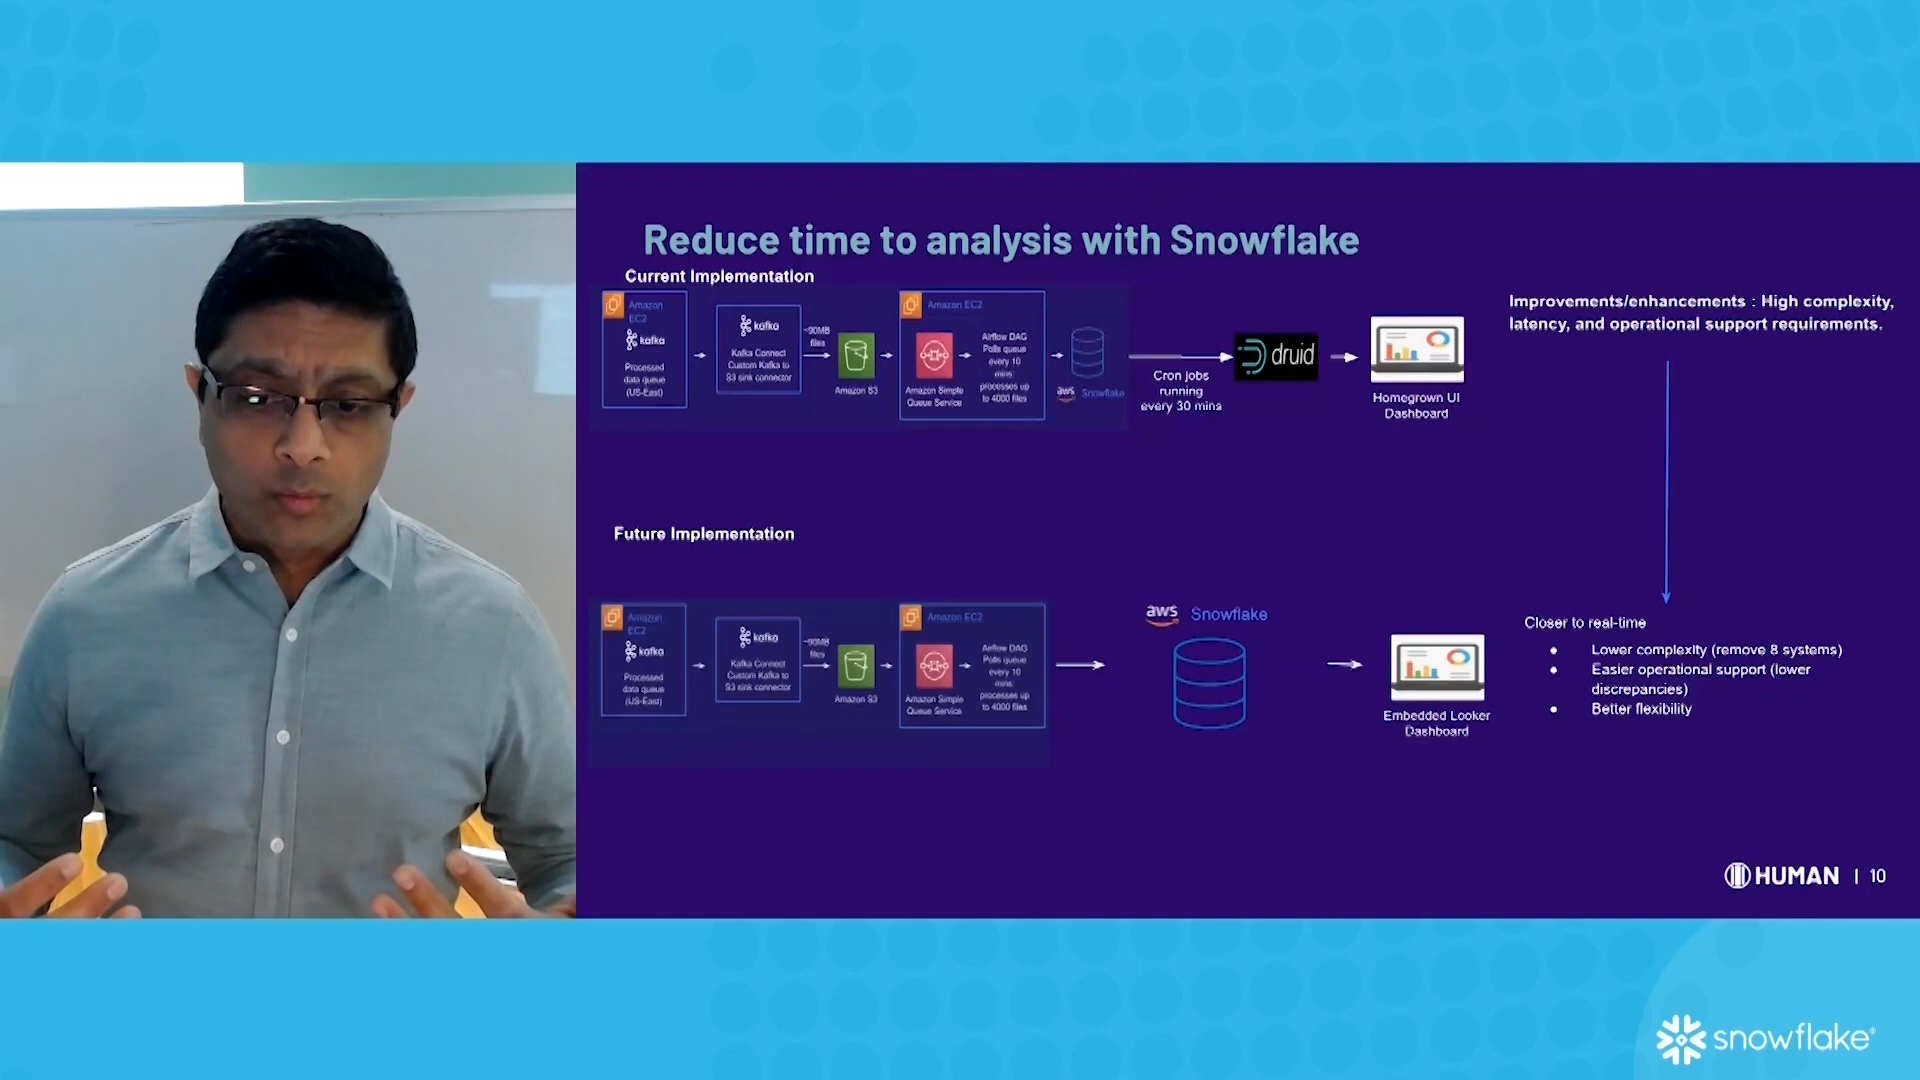 Reduce time to analysis with Snowflake
Current Implementation
Amazon
EC2
kafka
Processed
data queue
(US-East)
kafka
Kafka Connect
Custom Kafka to
S3 sink connector
~90MB
files
Amazon S3
Amazon EC2
Amazon Simple
Queue Service
Airflow DAG
Polls queue
every 10
mins:
processes up
to 4000 files
aws Snowflake
Cron jobs
running
every 30 mins
druid
Homegrown UI
Dashboard
Improvements/enhancements : High complexity,
latency, and operational support requirements.
Future Implementation
Amazon
EC2
kafka
Processed
data queue
(US-East)
kafka
Kafka Connect
Custom Kafka to
S3 sink connector
~90MB
files
Amazon S3
Amazon EC2
Amazon Simple
Queue Service
Airflow DAG
Polls queue
every 10
mins:
processes up
to 4000 files
aws Snowflake
Embedded Looker
Dashboard
Closer to real-time
● Lower complexity (remove 8 systems)
● Easier operational support (lower
discrepancies)
● Better flexibility
HUMAN | 10
snowflake®